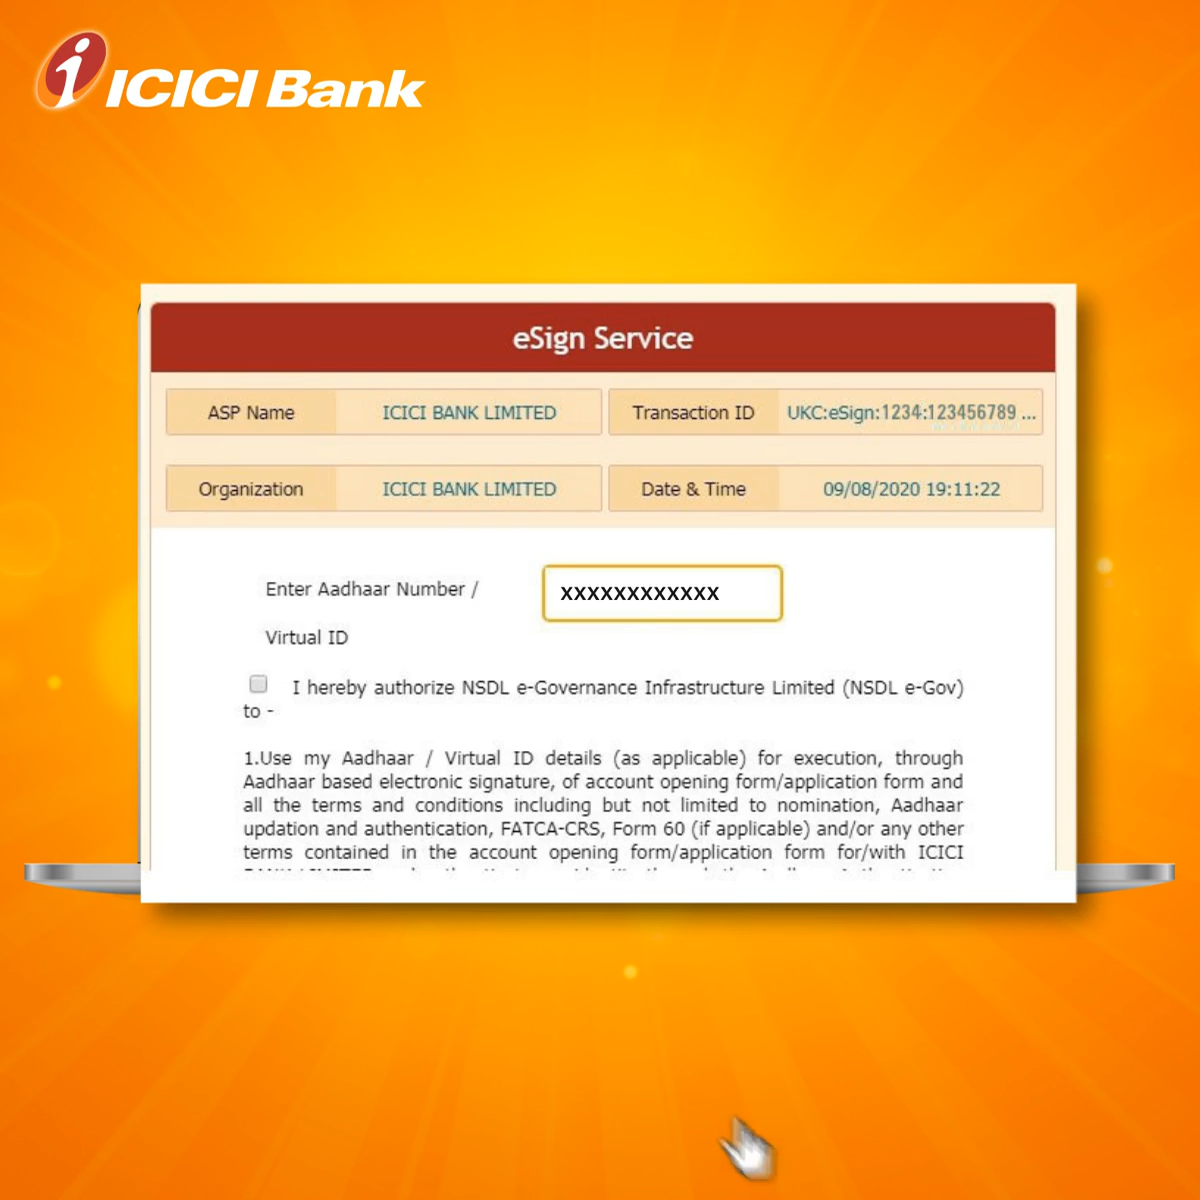 i ICICI Bank
eSign Service
ASP Name ICICI BANK LIMITED Transaction ID UKC:eSign:1234:123456789 ...
Organization ICICI BANK LIMITED Date & Time 09/08/2020 19:11:22
Enter Aadhaar Number / XXXXXXXXXXXX
Virtual ID
I hereby authorize NSDL e-Governance Infrastructure Limited (NSDL e-Gov)
to -
1.Use my Aadhaar / Virtual ID details (as applicable) for execution, through
Aadhaar based electronic signature, of account opening form/application form and
all the terms and conditions including but not limited to nomination, Aadhaar
updation and authentication, FATCA-CRS, Form 60 (if applicable) and/or any other
terms contained in the account opening form/application form for/with ICICI